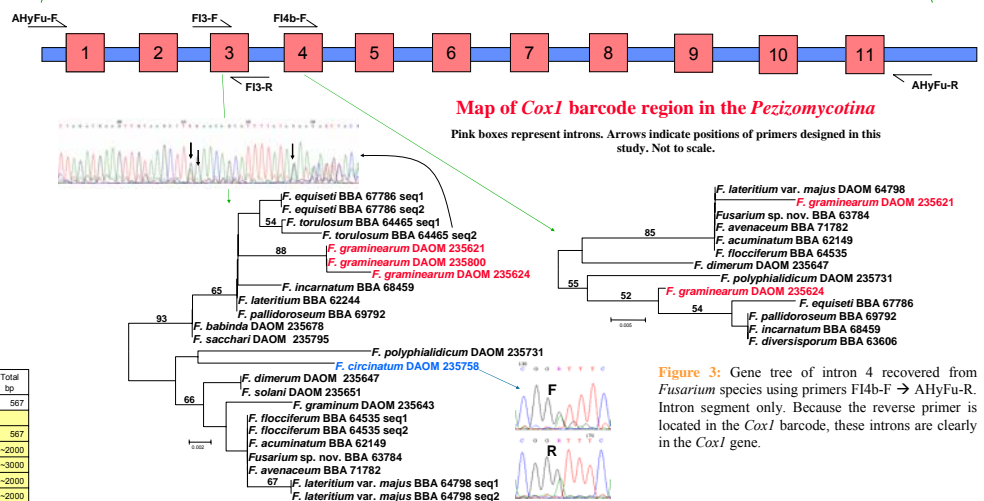 AHyFu-F
FI3-F
FI4b-F
1 2 3 4 5 6 7 8 9 10 11
FI3-R
AHyFu-R
Map of Cox1 barcode region in the Pezizomycotina
Pink boxes represent introns. Arrows indicate positions of primers designed in this
study. Not to scale.
F. equiseti BBA 67786 seq1
F. equiseti BBA 67786 seq2
54
F. torulosum BBA 64465 seq1
F. torulosum BBA 64465 seq2
88
F. graminearum DAOM 235621
F. graminearum DAOM 235800
F. graminearum DAOM 235624
65
F. incarnatum BBA 68459
F. lateritium BBA 62244
F. pallidoroseum BBA 69792
93
F. babinda DAOM 235678
F. sacchari DAOM 235795
F. polyphialidicum DAOM 235731
F. circinatum DAOM 235758
66
F. dimerum DAOM 235647
F. solani DAOM 235651
F. graminum DAOM 235643
F. flocciferum BBA 64535 seq1
F. flocciferum BBA 64535 seq2
F. acuminatum BBA 62149
Fusarium sp. nov. BBA 63784
F. avenaceum BBA 71782
67
F. lateritium var. majus BBA 64798 seq1
F. lateritium var. majus BBA 64798 seq2
0.002
F
R
F. lateritium var. majus DAOM 64798
F. graminearum DAOM 235621
85
Fusarium sp. nov. BBA 63784
F. avenaceum BBA 71782
F. acuminatum BBA 62149
F. flocciferum BBA 64535
F. dimerum DAOM 235647
55
F. polyphialidicum DAOM 235731
52
F. graminearum DAOM 235624
54
F. equiseti BBA 67786
F. pallidoroseum BBA 69792
F. incarnatum BBA 68459
F. diversisporum BBA 63606
0.005
Figure 3: Gene tree of intron 4 recovered from
Fusarium species using primers FI4b-F → AHyFu-R.
Intron segment only. Because the reverse primer is
located in the Cox1 barcode, these introns are clearly
in the Cox1 gene.
Total
bp
567
567
~2000
~3000
~2000
~2000